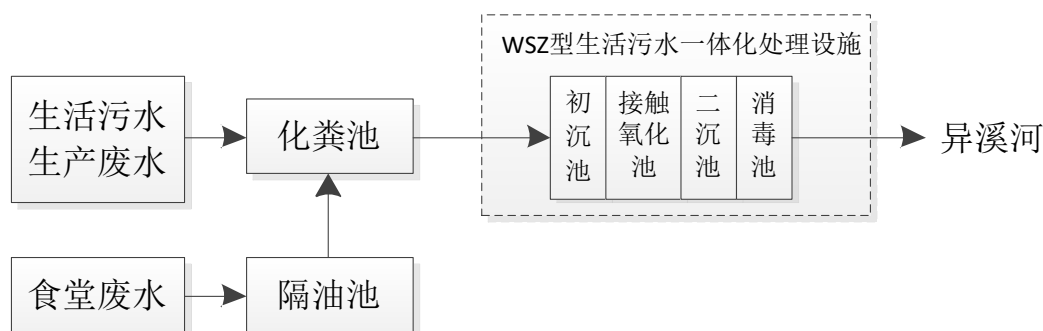 WSZ型生活污水一体化处理设施
生活污水
生产废水
化粪池
初沉池
接触氧化池
二沉池
消毒池
异溪河
食堂废水
隔油池